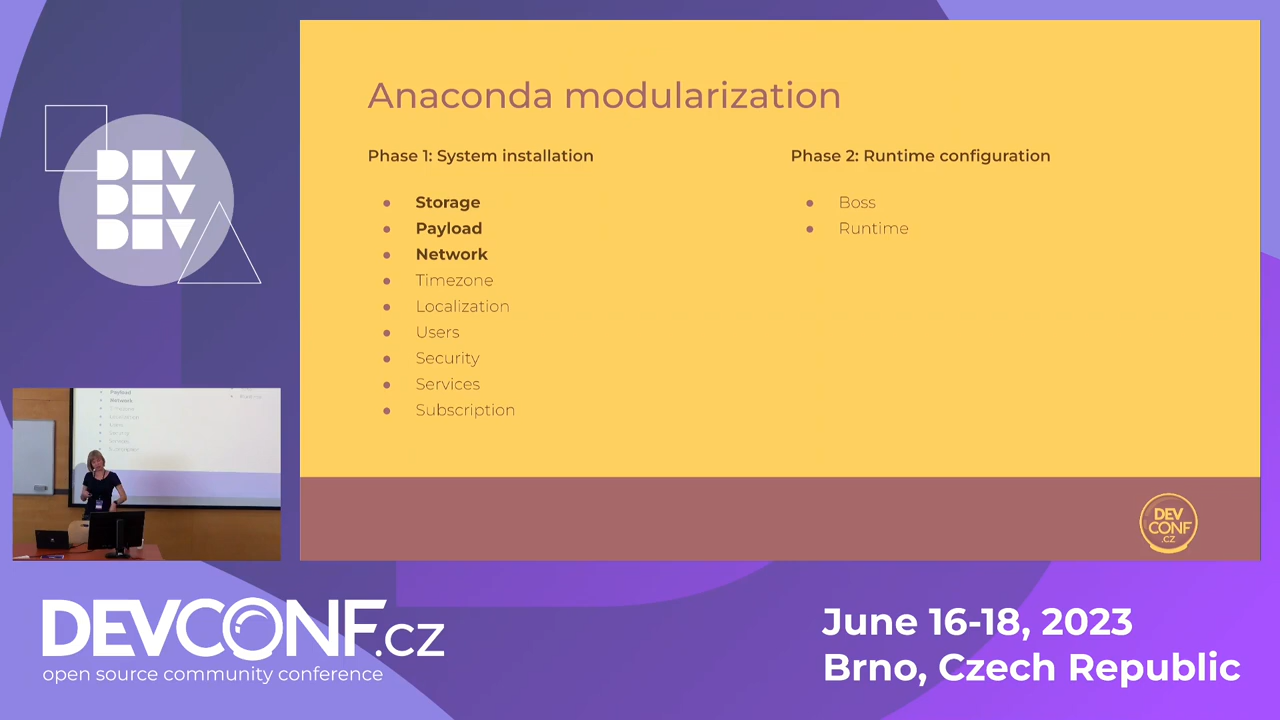 Anaconda modularization
Phase 1: System installation
Storage
Payload
Network
Timezone
Localization
Users
Security
Services
Subscription
Phase 2: Runtime configuration
Boss
Runtime
DEV
CONF
.CZ
DEV
DEV
DEV
Payload
Network
DEVCONF.cz
open source community conference
June 16-18, 2023
Brno, Czech Republic